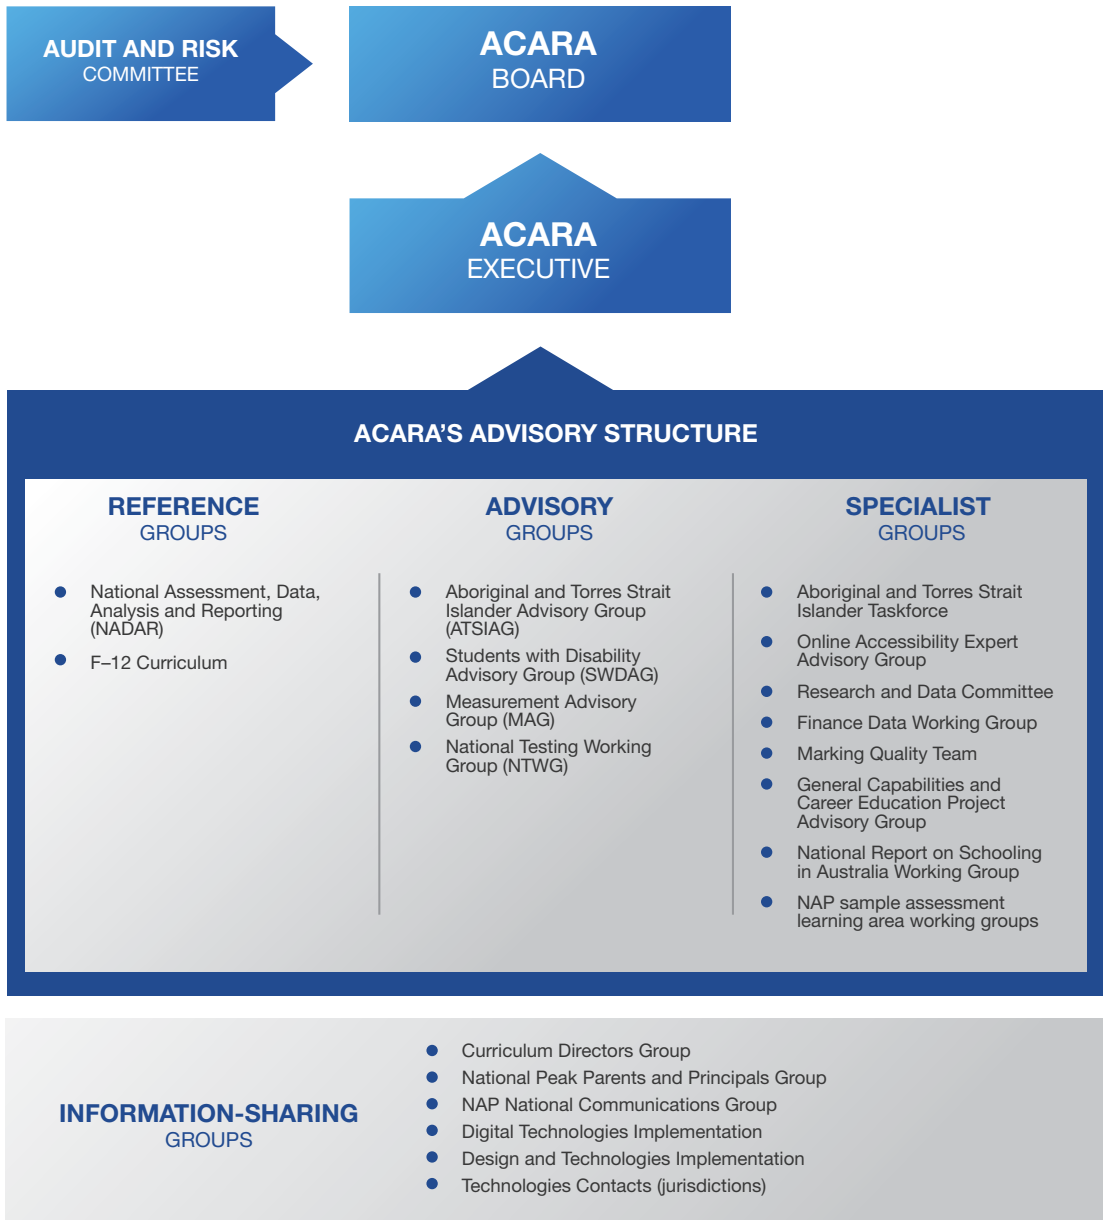 AUDIT AND RISK
COMMITTEE
ACARA
BOARD
ACARA
EXECUTIVE
ACARA’S ADVISORY STRUCTURE
REFERENCE
GROUPS
National Assessment, Data,
Analysis and Reporting
(NADAR)
F–12 Curriculum
ADVISORY
GROUPS
Aboriginal and Torres Strait
Islander Advisory Group
(ATSIAG)
Students with Disability
Advisory Group (SWDAG)
Measurement Advisory
Group (MAG)
National Testing Working
Group (NTWG)
SPECIALIST
GROUPS
Aboriginal and Torres Strait
Islander Taskforce
Online Accessibility Expert
Advisory Group
Research and Data Committee
Finance Data Working Group
Marking Quality Team
General Capabilities and
Career Education Project
Advisory Group
National Report on Schooling
in Australia Working Group
NAP sample assessment
learning area working groups
INFORMATION-SHARING
GROUPS
Curriculum Directors Group
National Peak Parents and Principals Group
NAP National Communications Group
Digital Technologies Implementation
Design and Technologies Implementation
Technologies Contacts (jurisdictions)